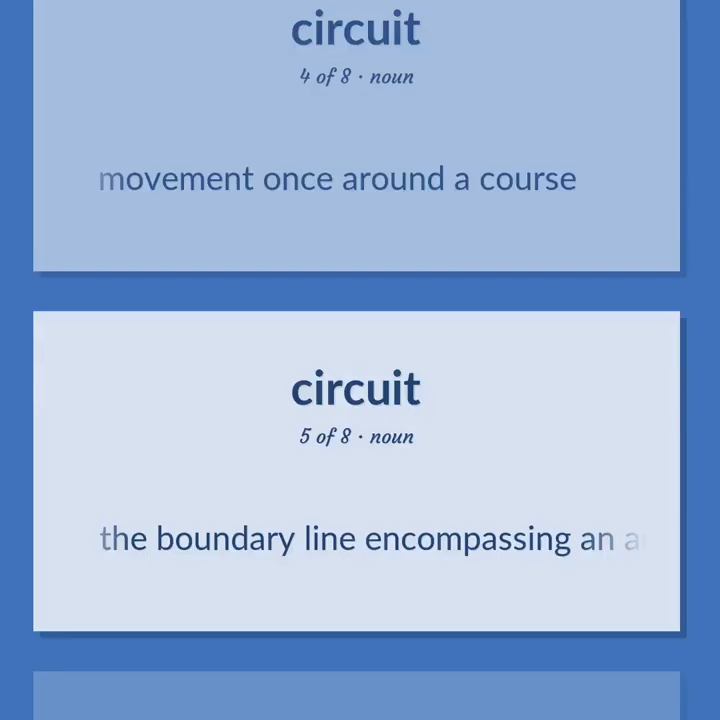 circuit
4 of 8 · noun
movement once around a course
circuit
5 of 8 · noun
the boundary line encompassing an